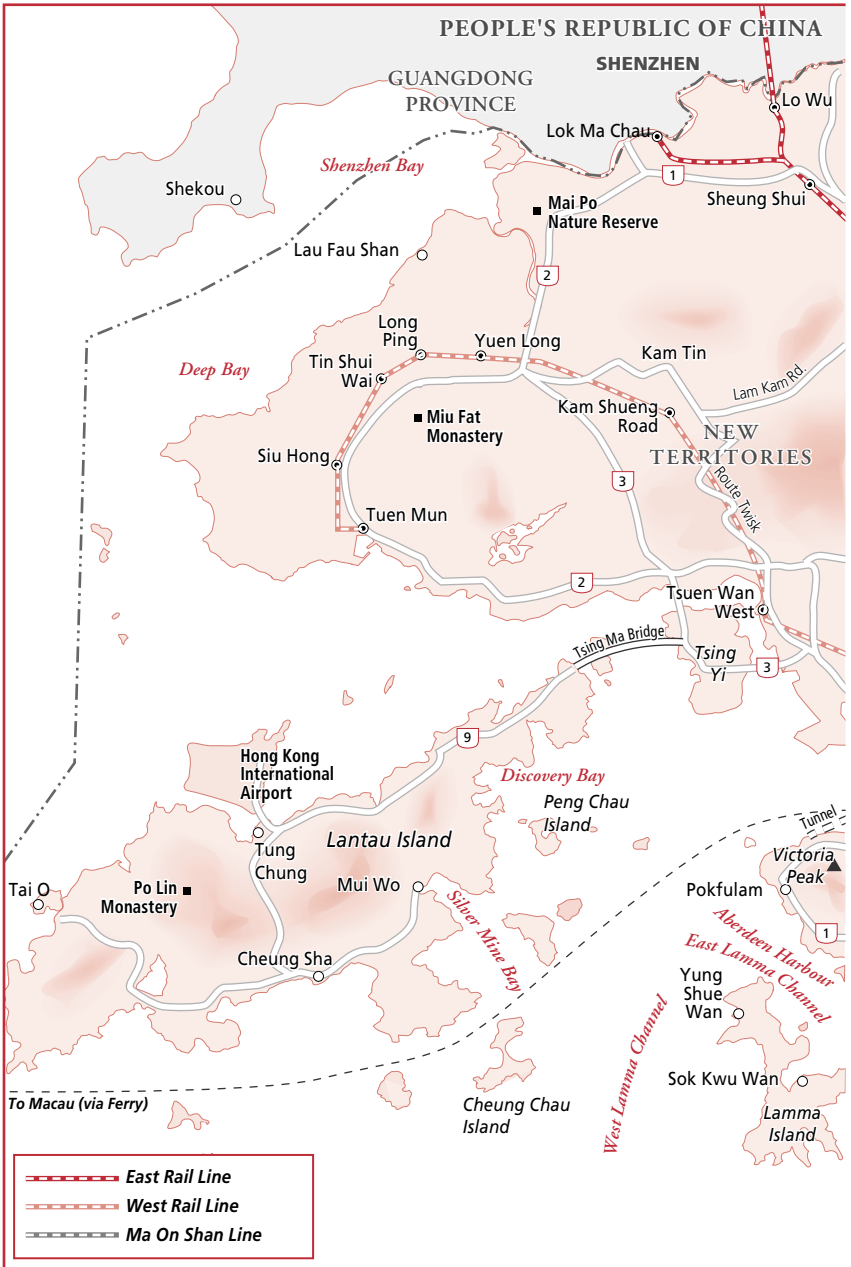 PEOPLE'S REPUBLIC OF CHINA
SHENZHEN
GUANGDONG
PROVINCE
Lo Wu
Lok Ma Chau
Shenzhen Bay
1
Shekou
Sheung Shui
Mai Po
Nature Reserve
Lau Fau Shan
2
Long
Ping
Yuen Long
Kam Tin
Deep Bay
Tin Shui
Wai
Lam Kam Rd.
Kam Shueng
Road
Miu Fat
Monastery
NEW
TERRITORIES
Siu Hong
3
Route Twisk
Tuen Mun
2
Tsuen Wan
West
Tsing Ma Bridge
Tsing
Yi
3
9
Hong Kong
International
Airport
Discovery Bay
Peng Chau
Island
Tunnel
Lantau Island
Tung
Chung
Victoria
Peak
Tai O
Po Lin
Monastery
Mui Wo
Pokfulam
Silver Mine Bay
Aberdeen Harbour
1
East Lamma Channel
Cheung Sha
Yung
Shue
Wan
West Lamma Channel
Sok Kwu Wan
To Macau (via Ferry)
Cheung Chau
Island
Lamma
Island
East Rail Line
West Rail Line
Ma On Shan Line